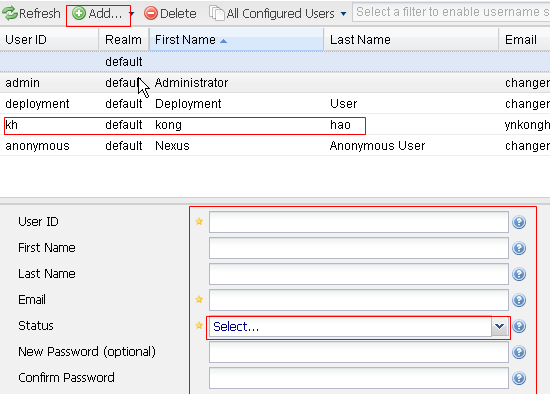 Refresh Add... Delete All Configured Users Select a filter to enable username s
User ID Realm First Name Last Name Email
default
admin default Administrator changer
deployment default Deployment User changer
kh default kong hao ynkongh
anonymous default Nexus Anonymous User changer
User ID
First Name
Last Name
Email
Status Select...
New Password (optional)
Confirm Password